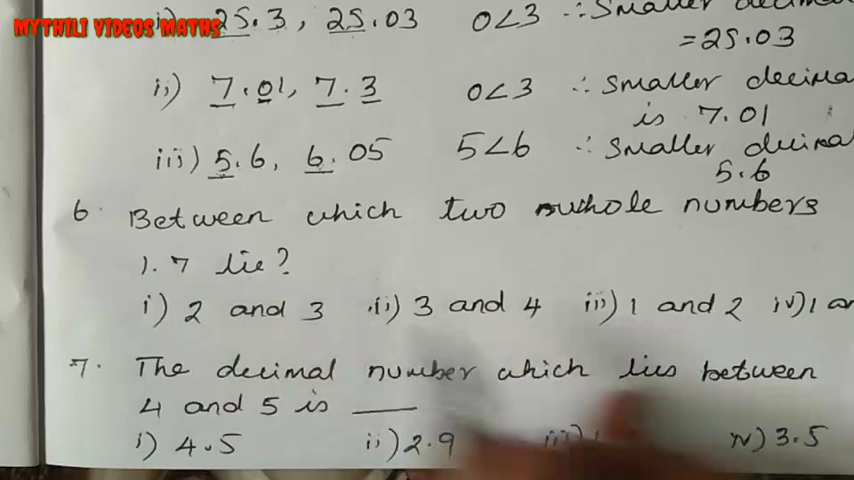 MYTHILI VIDEOS MATHS
i) 25.3, 25.03 0<3 ∴ Smaller
= 25.03
ii) 7.01, 7.3 0<3 ∴ Smaller
is 7.01
iii) 5.6, 6.05 5<6 ∴ Smaller
5.6
6. Between which two whole numbers
1.7 lie?
i) 2 and 3 ii) 3 and 4 iii) 1 and 2 iv) 1
7. The decimal number which lies between
4 and 5 is ____
i) 4.5 ii) 2.9 iii) iv) 3.5